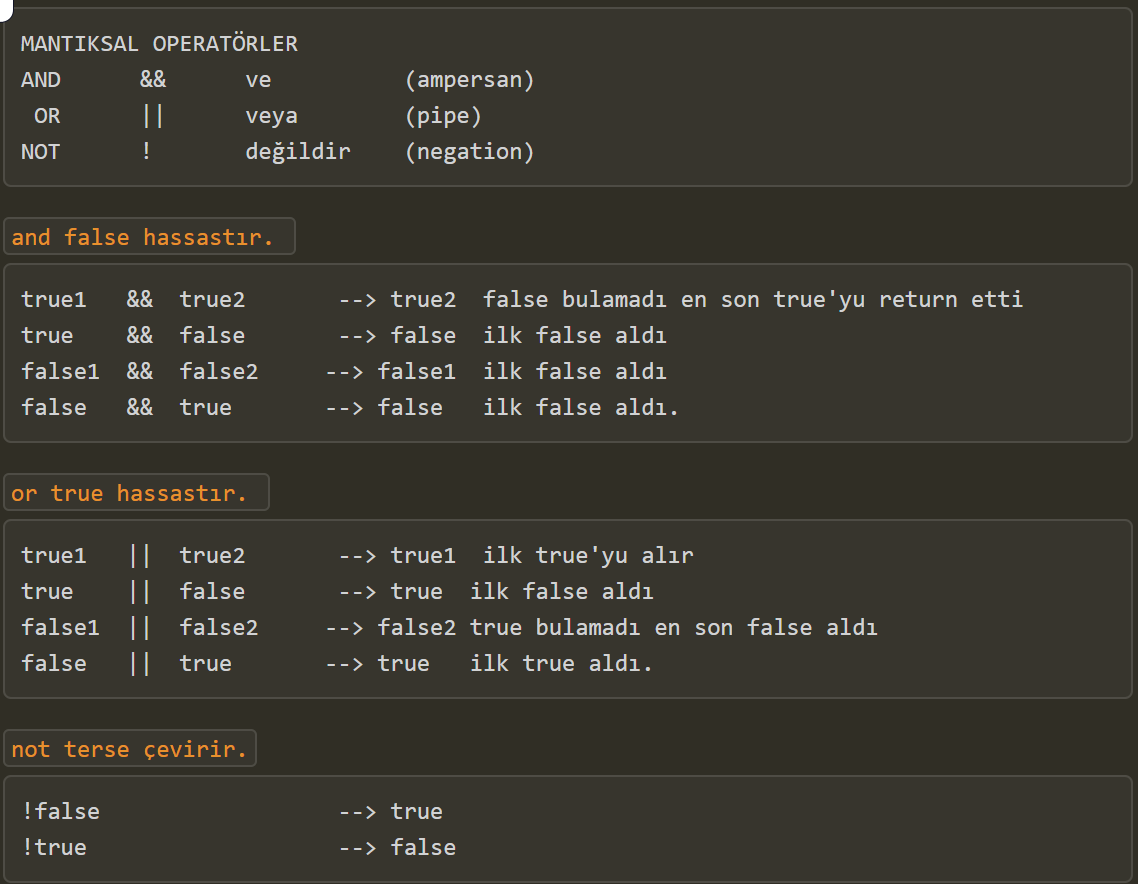 MANTIKSAL OPERATÖRLER
AND      &&      ve          (ampersan)
 OR      ||      veya        (pipe)
NOT      !       değildir    (negation)
and false hassastır.
true1   &&  true2       --> true2  false bulamadı en son true'yu return etti
true    &&  false       --> false  ilk false aldı
false1  &&  false2     --> false1  ilk false aldı
false   &&  true       --> false   ilk false aldı.
or true hassastır.
true1   ||  true2       --> true1  ilk true'yu alır
true    ||  false       --> true  ilk false aldı
false1  ||  false2     --> false2 true bulamadı en son false aldı
false   ||  true       --> true   ilk true aldı.
not terse çevirir.
!false                  --> true
!true                   --> false